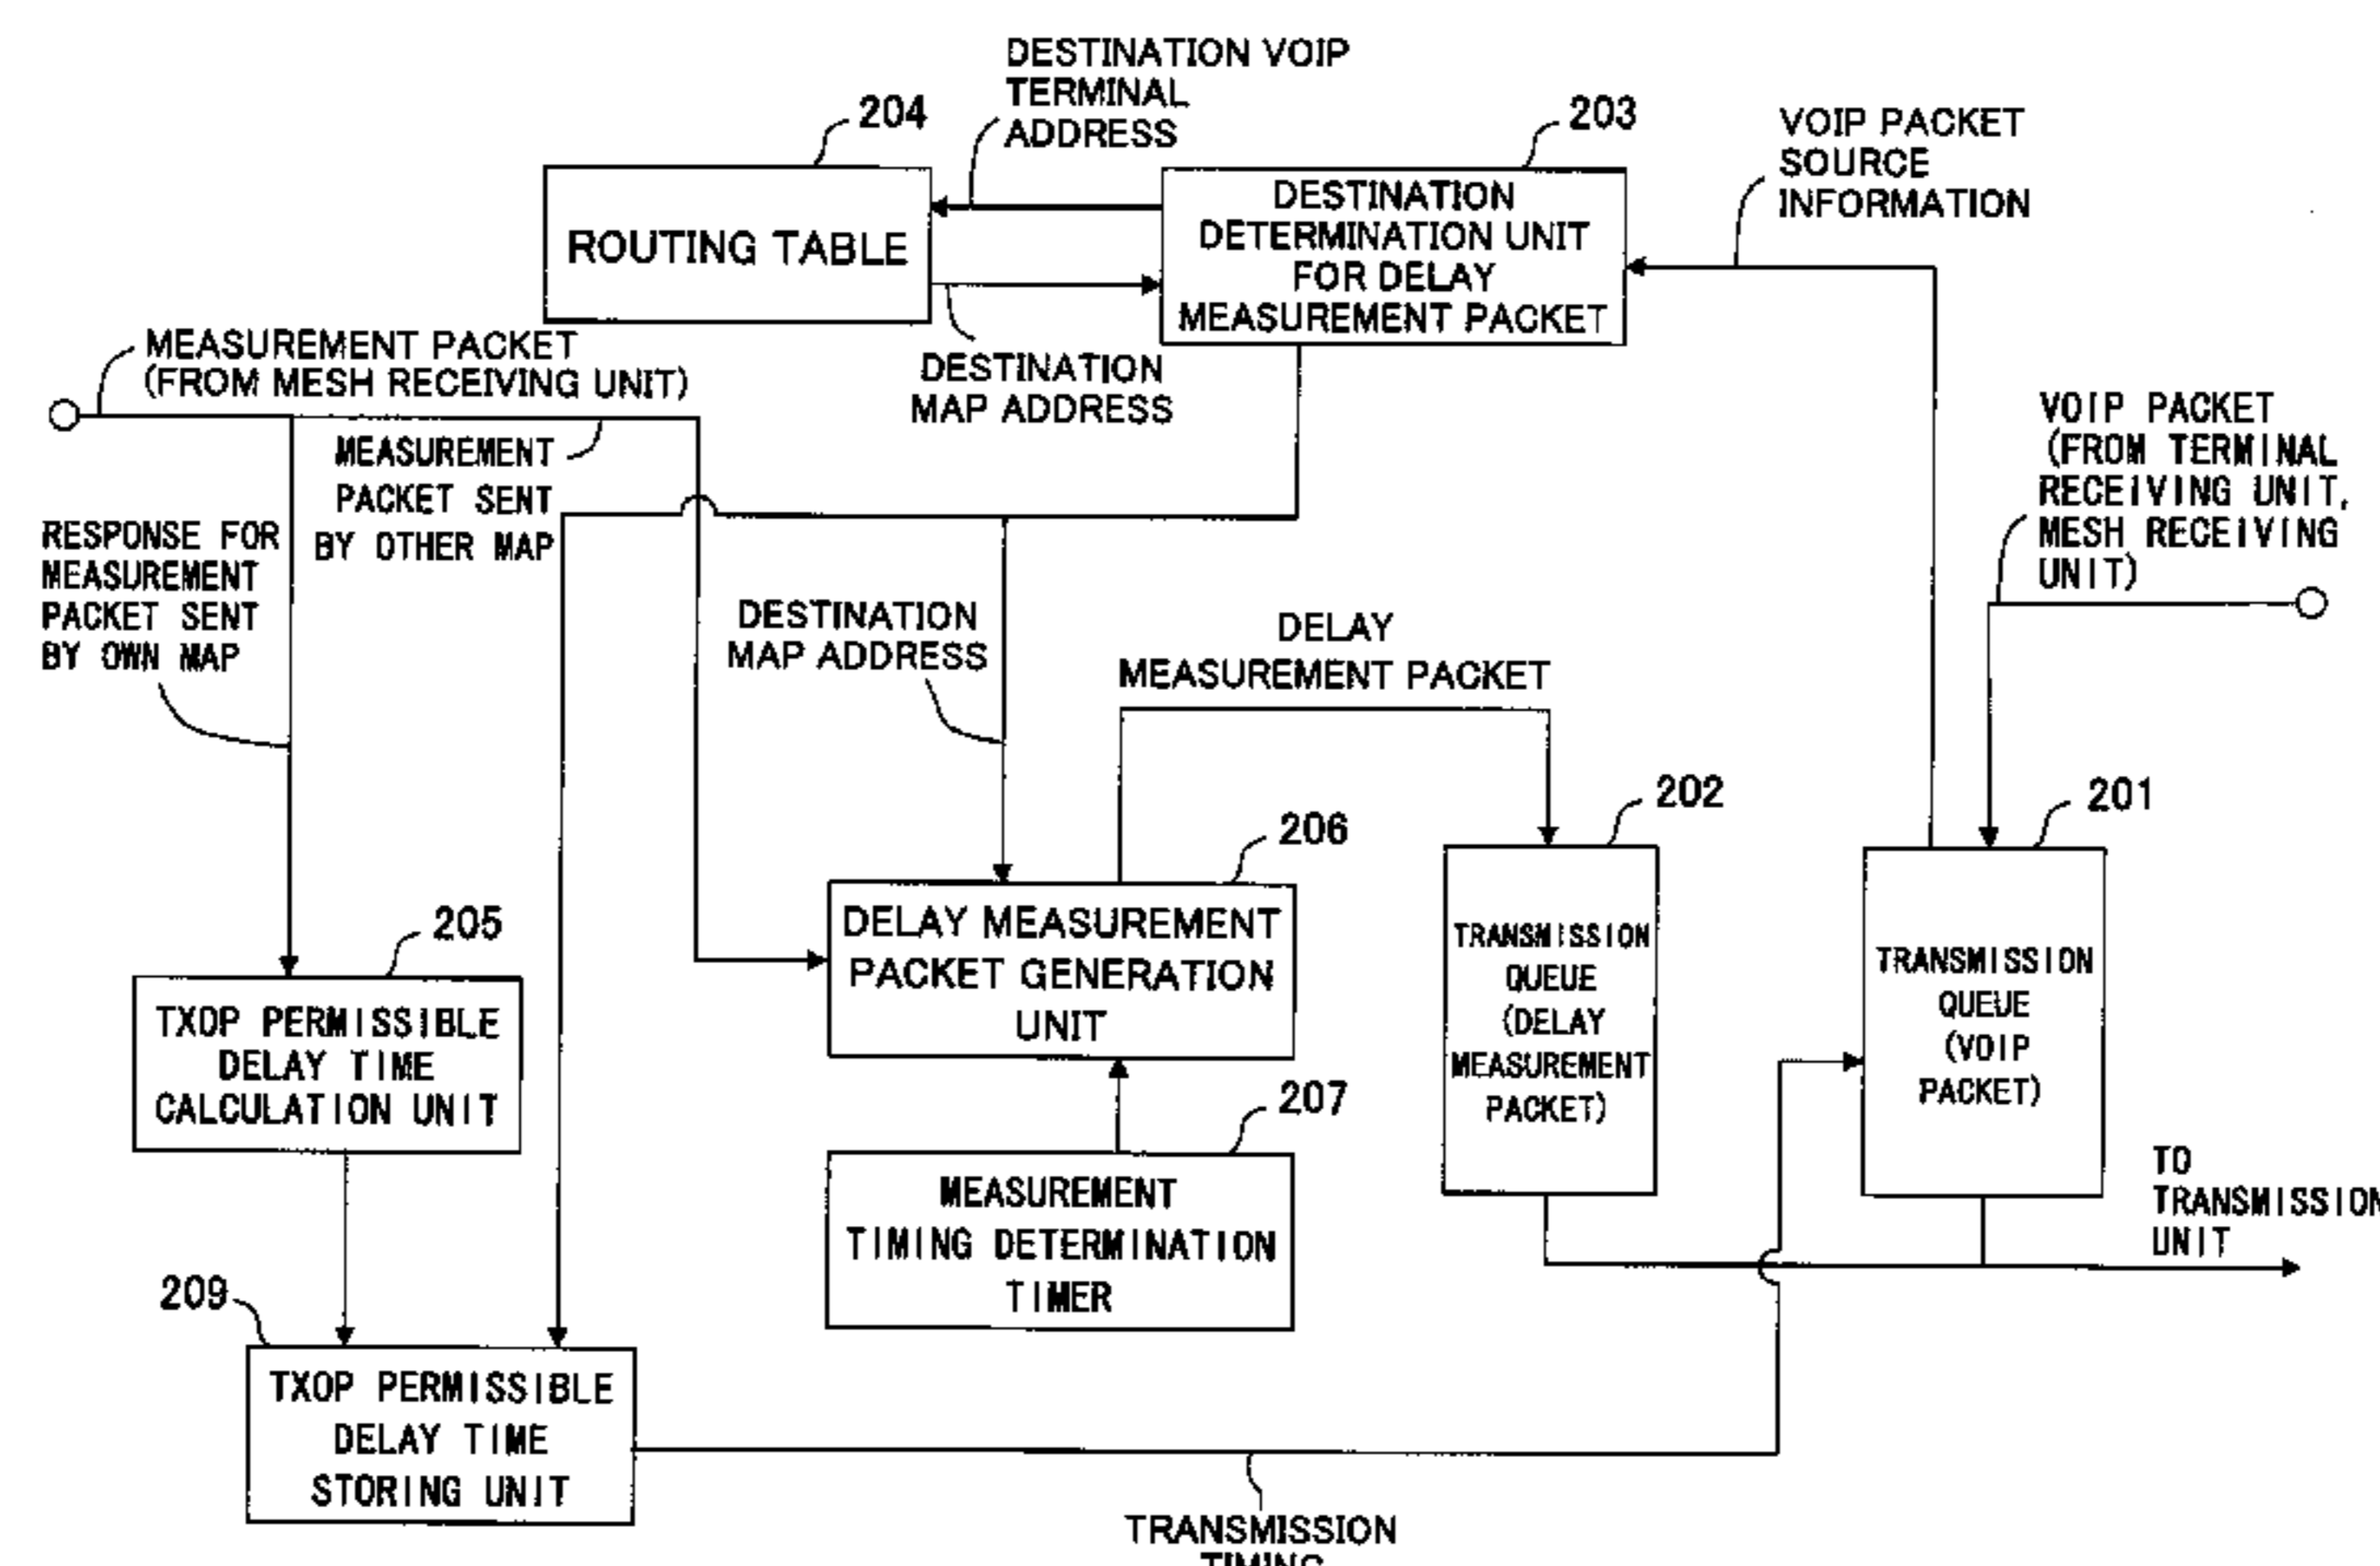 DESTINATION VOIP
TERMINAL
ADDRESS
204
203
VOIP PACKET
SOURCE
INFORMATION
ROUTING TABLE
DESTINATION
DETERMINATION UNIT
FOR DELAY
MEASUREMENT PACKET
MEASUREMENT PACKET
(FROM MESH RECEIVING UNIT)
DESTINATION
MAP ADDRESS
VOIP PACKET
(FROM TERMINAL
RECEIVING UNIT,
MESH RECEIVING
UNIT)
MEASUREMENT
PACKET SENT
BY OTHER MAP
RESPONSE FOR
MEASUREMENT
PACKET SENT
BY OWN MAP
DESTINATION
MAP ADDRESS
DELAY
MEASUREMENT PACKET
202
201
206
205
DELAY MEASUREMENT
PACKET GENERATION
UNIT
TRANSMISSION
QUEUE
(DELAY
MEASUREMENT
PACKET)
TRANSMISSION
QUEUE
(VOIP
PACKET)
TXOP PERMISSIBLE
DELAY TIME
CALCULATION UNIT
207
MEASUREMENT
TIMING DETERMINATION
TIMER
TO
TRANSMISSION
UNIT
209
TXOP PERMISSIBLE
DELAY TIME
STORING UNIT
TRANSMISSION
TIMING